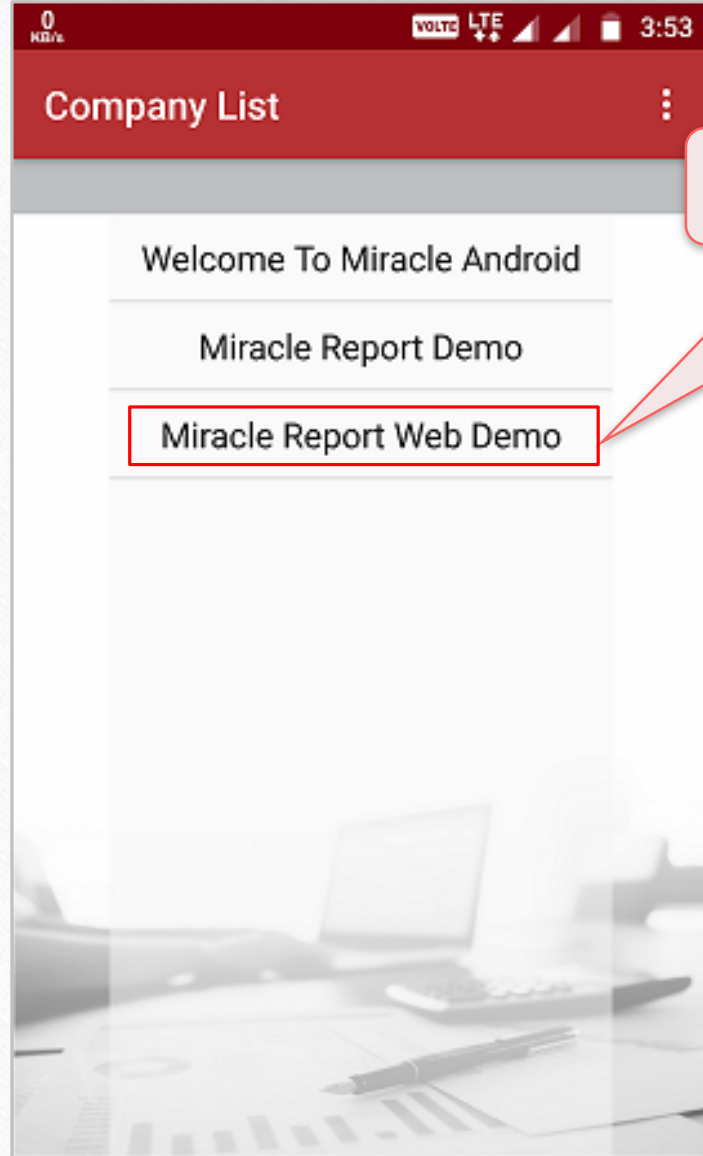 0
KB/s
VOLTE LTE 3:53
Company List
Welcome To Miracle Android
Miracle Report Demo
Miracle Report Web Demo